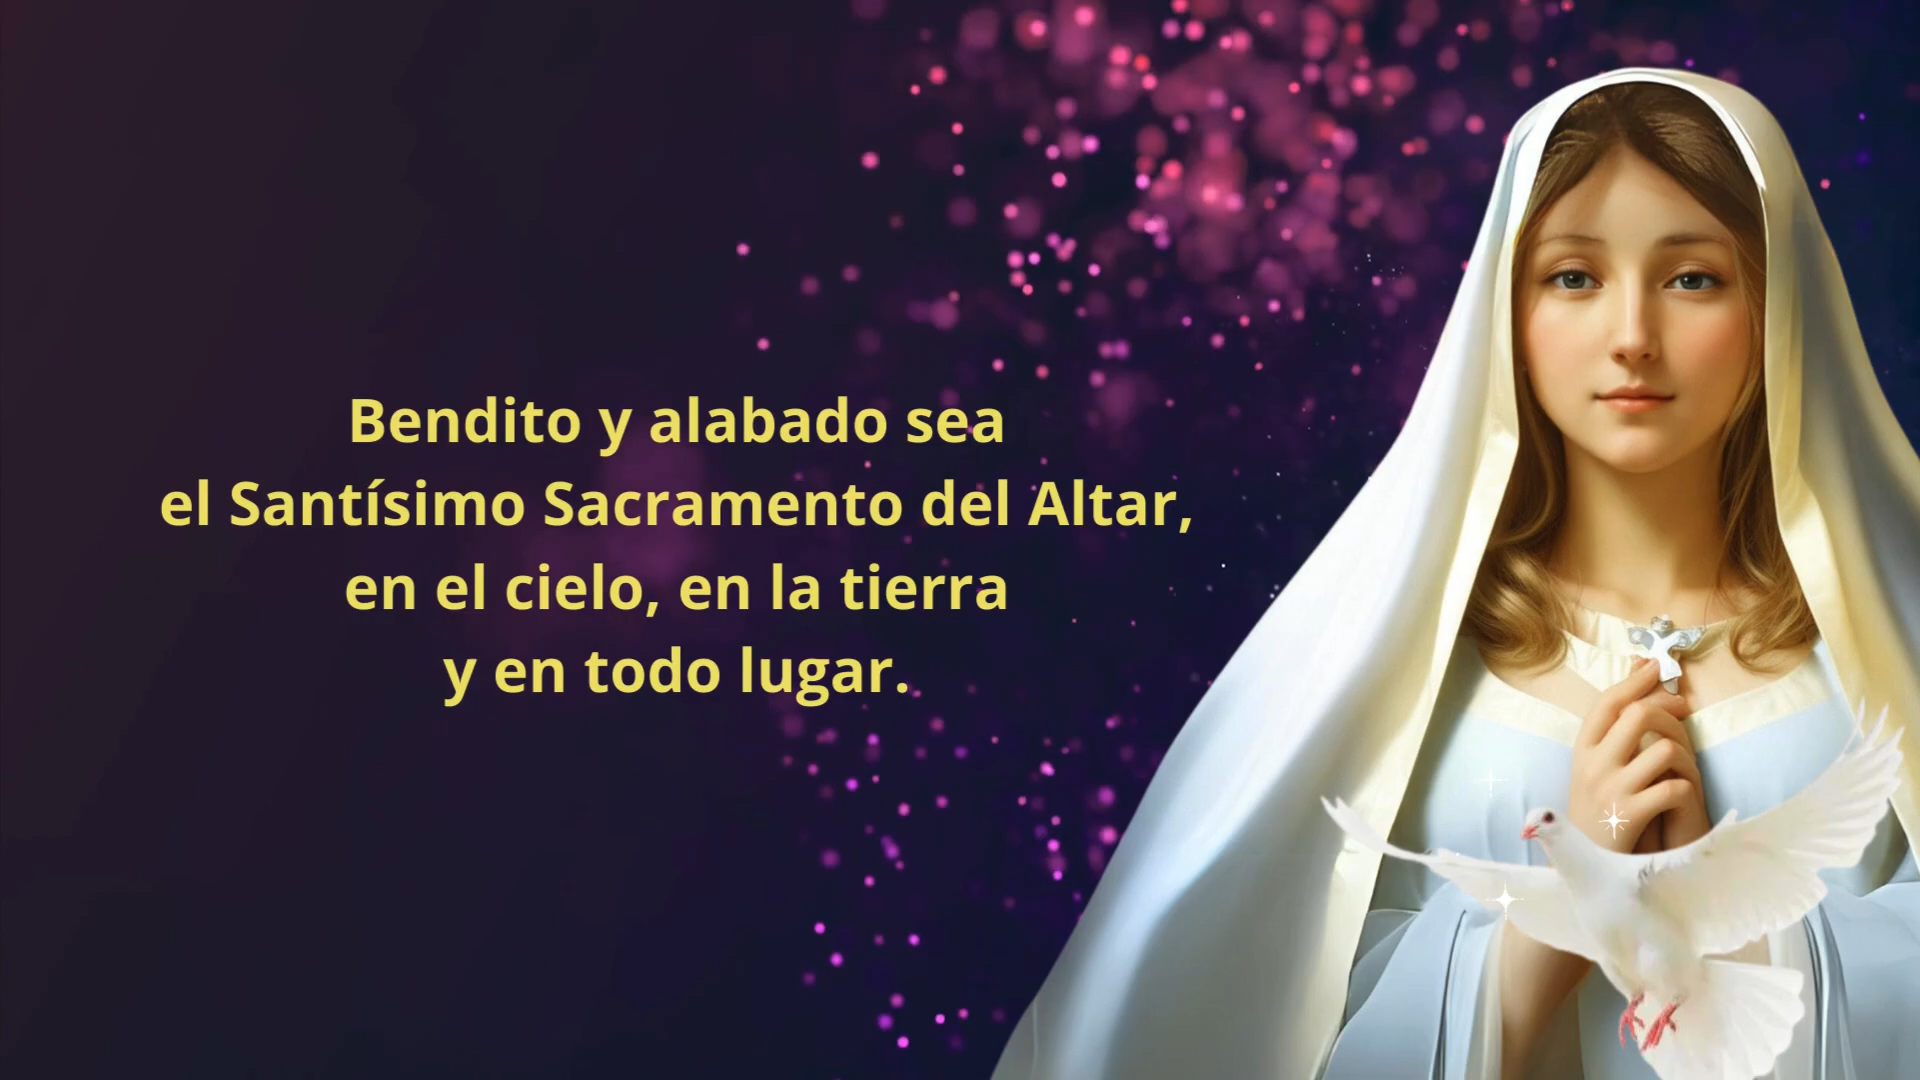 Bendito y alabado sea
el Santísimo Sacramento del Altar,
en el cielo, en la tierra
y en todo lugar.